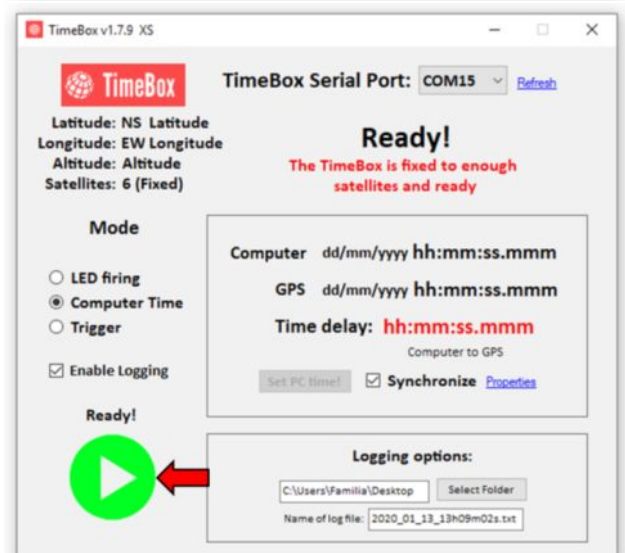 TimeBox v1.7.9 XS
TimeBox
TimeBox Serial Port: COM15 Refresh
Latitude: NS Latitude
Longitude: EW Longitude
Altitude: Altitude
Satellites: 6 (Fixed)
Ready!
The TimeBox is fixed to enough
satellites and ready
Mode
LED firing
Computer Time
Trigger
Enable Logging
Ready!
Computer dd/mm/yyyy hh:mm:ss.mmm
GPS dd/mm/yyyy hh:mm:ss.mmm
Time delay: hh:mm:ss.mmm
Computer to GPS
Set PC time! Synchronize Properties
Logging options:
C:\Users\Familia\Desktop Select Folder
Name of log file: 2020_01_13_13h09m02s.txt